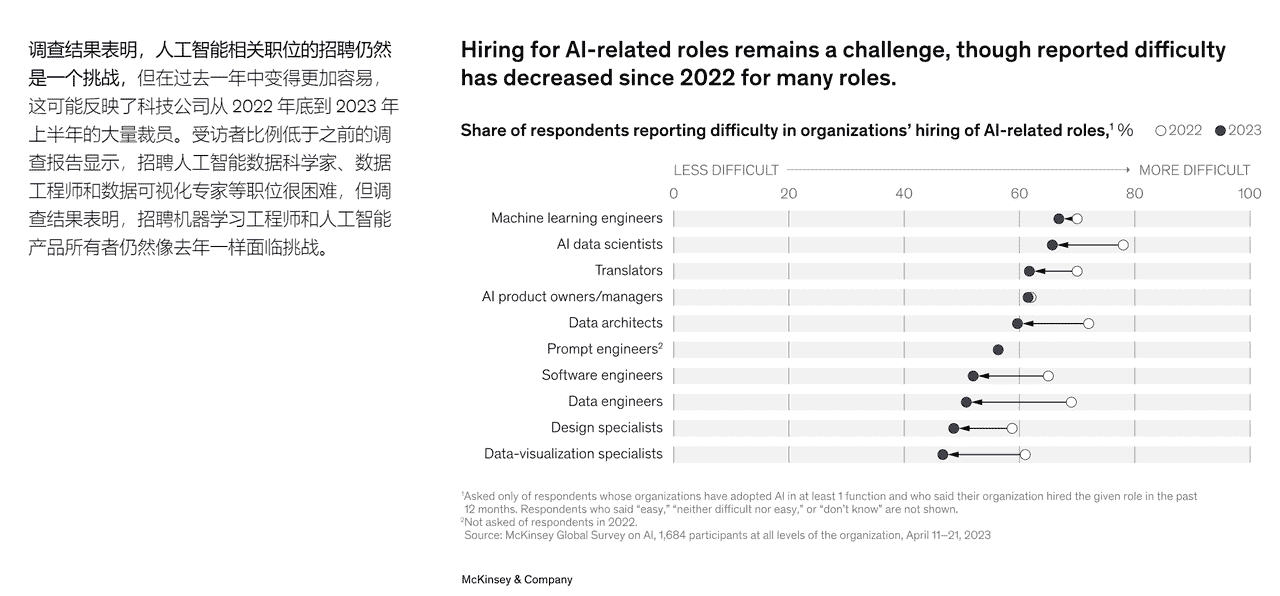 调查结果表明，人工智能相关职位的招聘仍然
是一个挑战，但在过去一年中变得更加容易，
这可能反映了科技公司从 2022 年底到 2023 年
上半年的大量裁员。受访者比例低于之前的调
查报告显示，招聘人工智能数据科学家、数据
工程师和数据可视化专家等职位很困难，但调
查结果表明，招聘机器学习工程师和人工智能
产品所有者仍然像去年一样面临挑战。
Hiring for AI-related roles remains a challenge, though reported difficulty
has decreased since 2022 for many roles.
Share of respondents reporting difficulty in organizations’ hiring of AI-related roles,¹ %
2022 2023
LESS DIFFICULT MORE DIFFICULT
0 20 40 60 80 100
Machine learning engineers
AI data scientists
Translators
AI product owners/managers
Data architects
Prompt engineers²
Software engineers
Data engineers
Design specialists
Data-visualization specialists
¹Asked only of respondents whose organizations have adopted AI in at least 1 function and who said their organization hired the given role in the past
12 months. Respondents who said “easy,” “neither difficult nor easy,” or “don’t know” are not shown.
²Not asked of respondents in 2022.
Source: McKinsey Global Survey on AI, 1,684 participants at all levels of the organization, April 11–21, 2023
McKinsey & Company